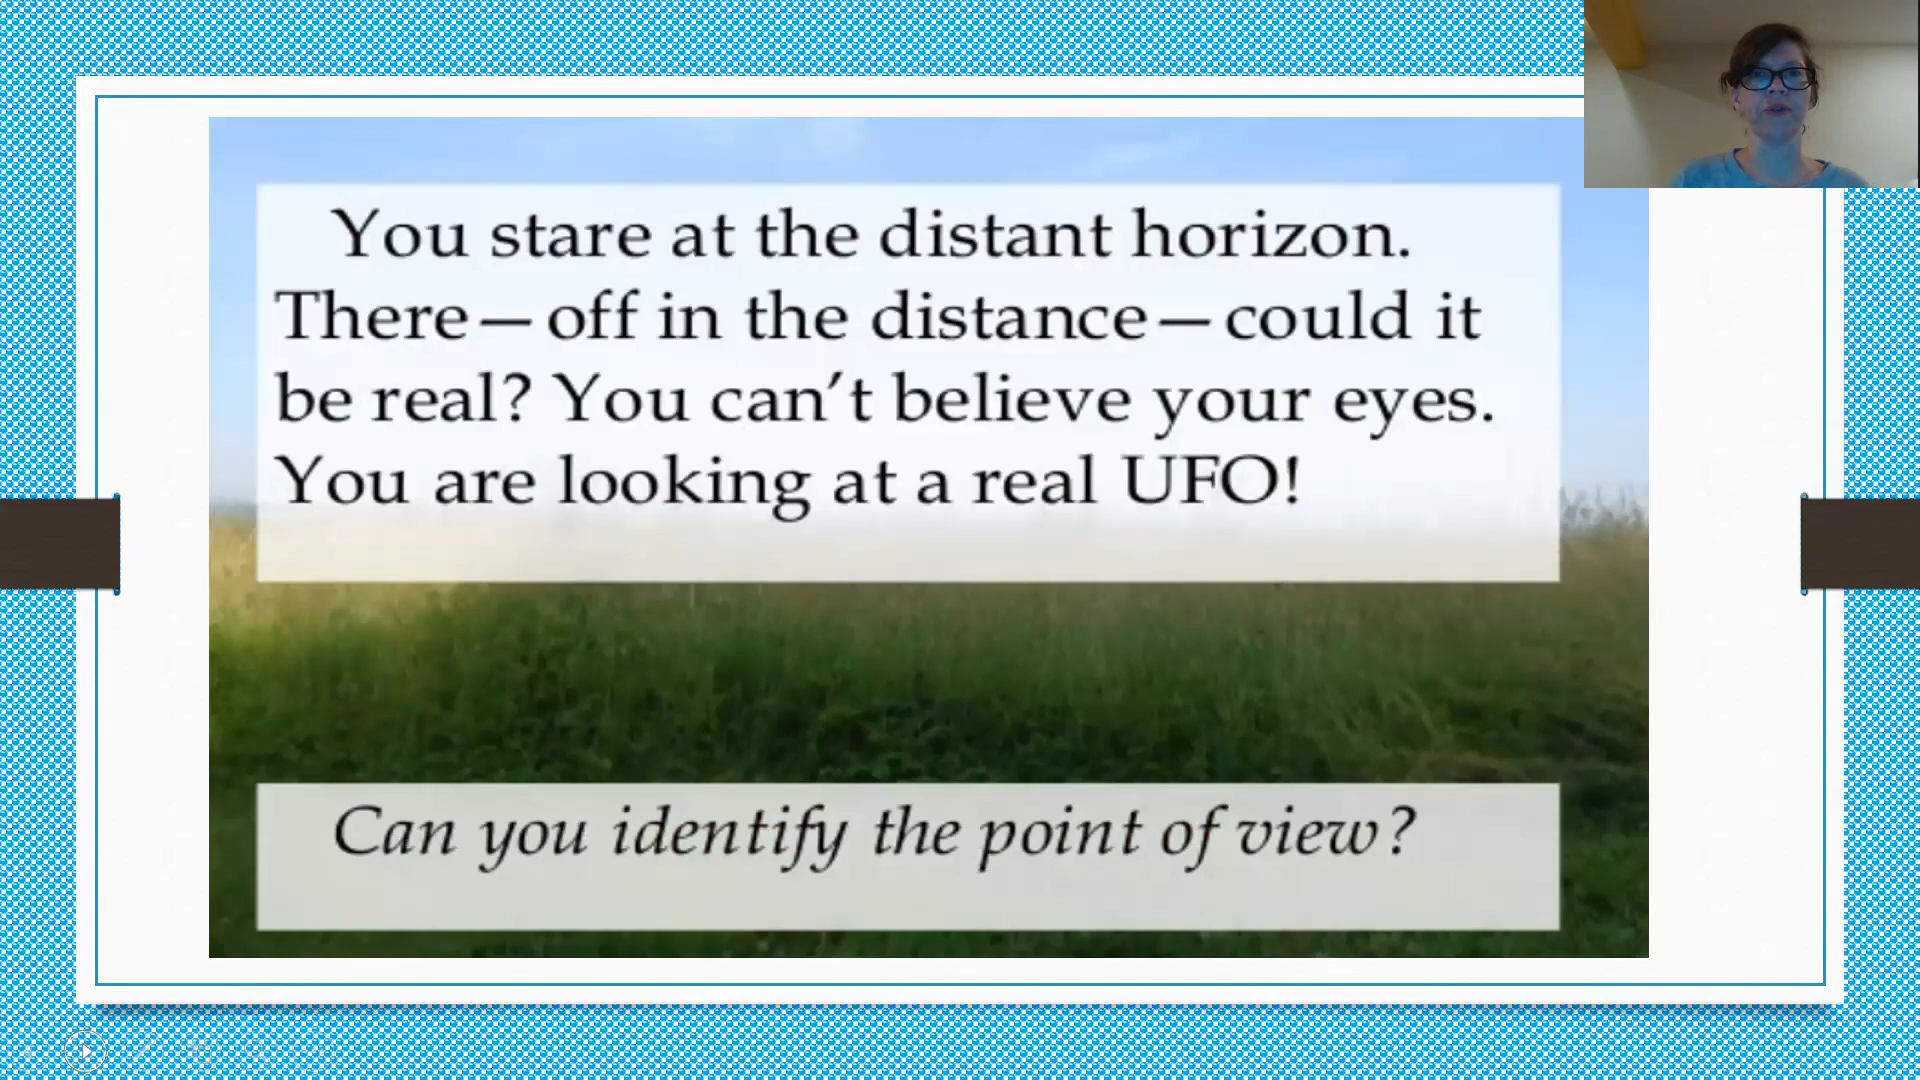 You stare at the distant horizon.
There—off in the distance—could it
be real? You can’t believe your eyes.
You are looking at a real UFO!
Can you identify the point of view?